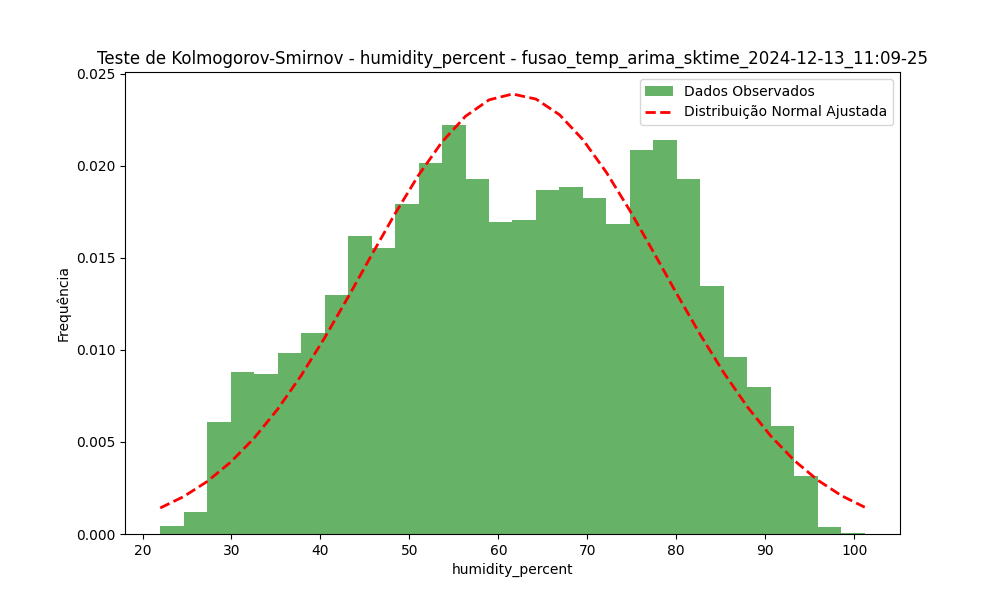 Teste de Kolmogorov-Smirnov - humidity_percent - fusao_temp_arima_sktime_2024-12-13_11:09-25
Dados Observados
Distribuição Normal Ajustada
Frequência
0.025
0.020
0.015
0.010
0.005
0.000
20 30 40 50 60 70 80 90 100
humidity_percent